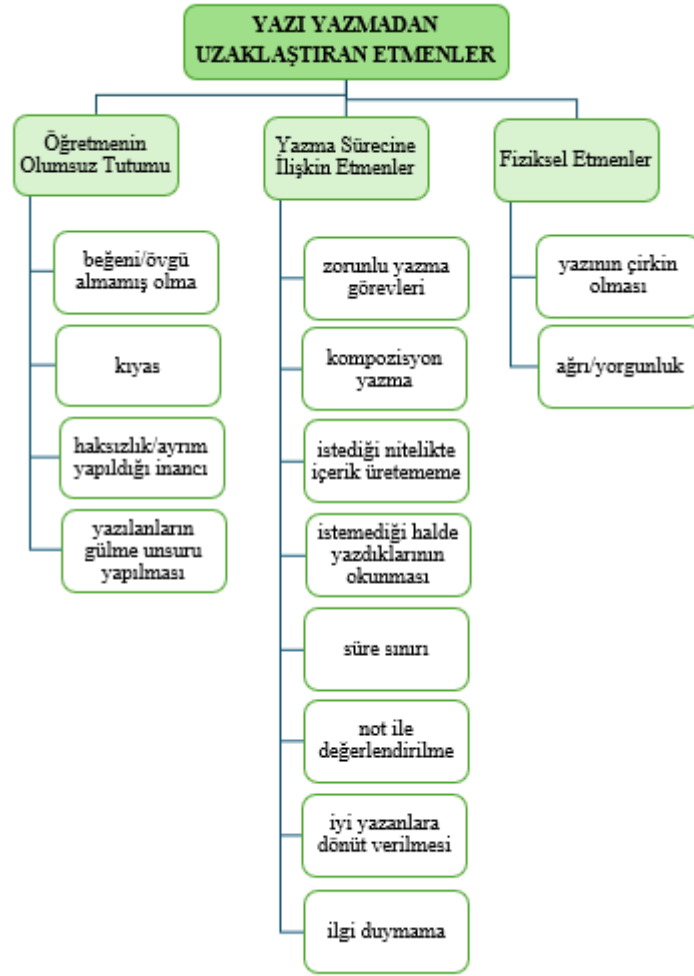 YAZI YAZMADAN
UZAKLAŞTIRAN ETMENLER
Öğretmenin
Olumsuz Tutumu
beğeni/övgü
almamış olma
kıyas
haksızlık/ayrım
yapıldığı inancı
yazılanların
gülme unsuru
yapılması
Yazma Sürecine
İlişkin Etmenler
zorunlu yazma
görevleri
kompozisyon
yazma
istediği nitelikte
içerik üretememe
istemediği halde
yazdıklarının
okunması
süre sınırı
not ile
değerlendirilme
iyi yazanlara
dönüt verilmesi
ilgi duymama
Fiziksel Etmenler
yazının çirkin
olması
ağrı/yorgunluk